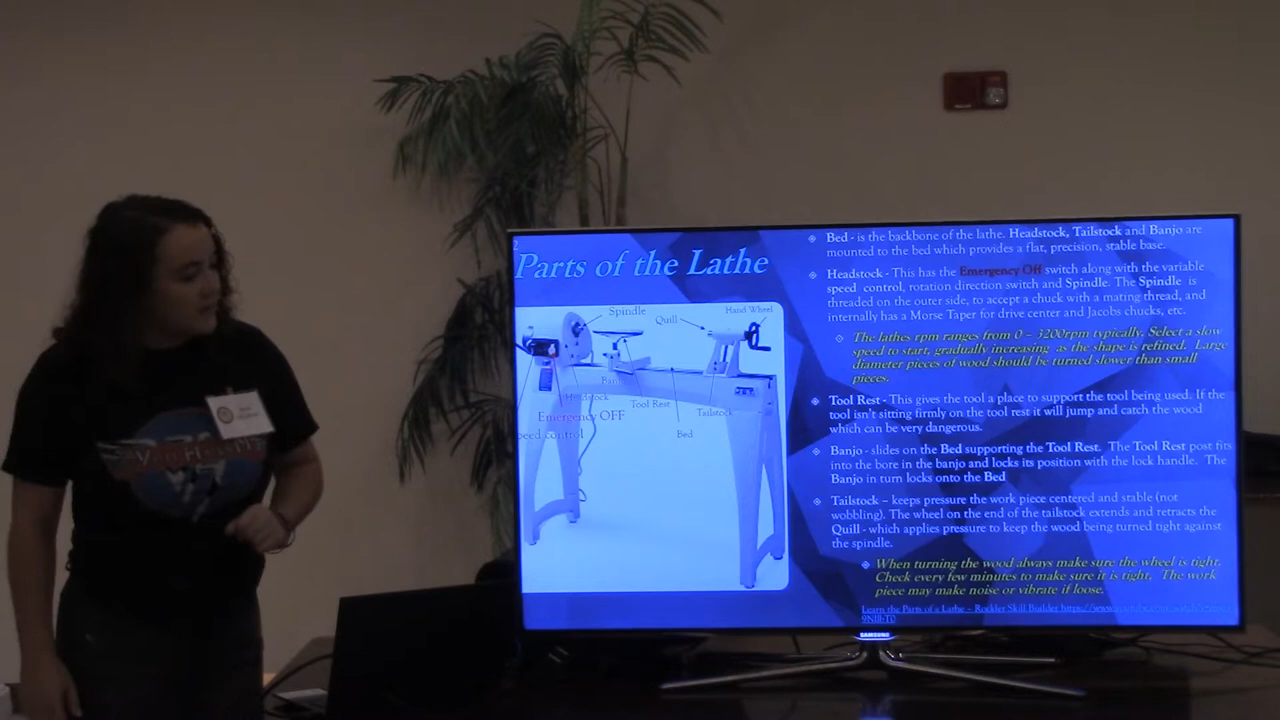 2
Parts of the Lathe
Spindle
Quill
Hand Wheel
Headstock
Tool Rest
Tailstock
Emergency OFF
peed control
Bed
Bed - is the backbone of the lathe. Headstock, Tailstock and Banjo are
mounted to the bed which provides a flat, precision, stable base.
Headstock - This has the Emergency Off switch along with the variable
speed control, rotation direction switch and Spindle. The Spindle is
threaded on the outer side, to accept a chuck with a mating thread, and
internally has a Morse Taper for drive center and Jacobs chucks, etc.
The lathes rpm ranges from 0 – 3200rpm typically. Select a slow
speed to start, gradually increasing as the shape is refined. Large
diameter pieces of wood should be turned slower than small
pieces.
Tool Rest - This gives the tool a place to support the tool being used. If the
tool isn't sitting firmly on the tool rest it will jump and catch the wood
which can be very dangerous.
Banjo - slides on the Bed supporting the Tool Rest. The Tool Rest post fits
into the bore in the banjo and locks its position with the lock handle. The
Banjo in turn locks onto the Bed
Tailstock – keeps pressure the work piece centered and stable (not
wobbling). The wheel on the end of the tailstock extends and retracts the
Quill - which applies pressure to keep the wood being turned tight against
the spindle.
When turning the wood always make sure the wheel is tight.
Check every few minutes to make sure it is tight. The work
piece may make noise or vibrate if loose.
Learn the Parts of a Lathe – Rockler Skill Builder
SAMSUNG
VAN HALEN